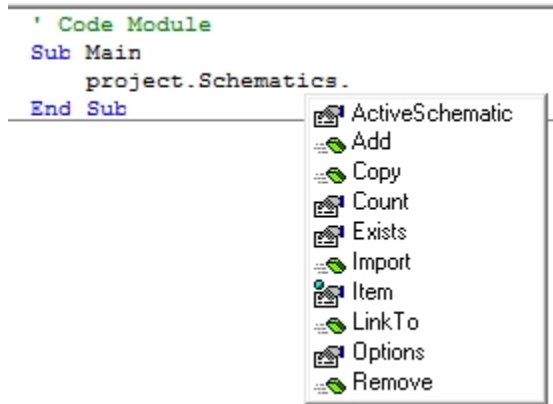 ' Code Module
Sub Main
project.Schematics.
End Sub
ActiveSchematic
Add
Copy
Count
Exists
Import
Item
LinkTo
Options
Remove